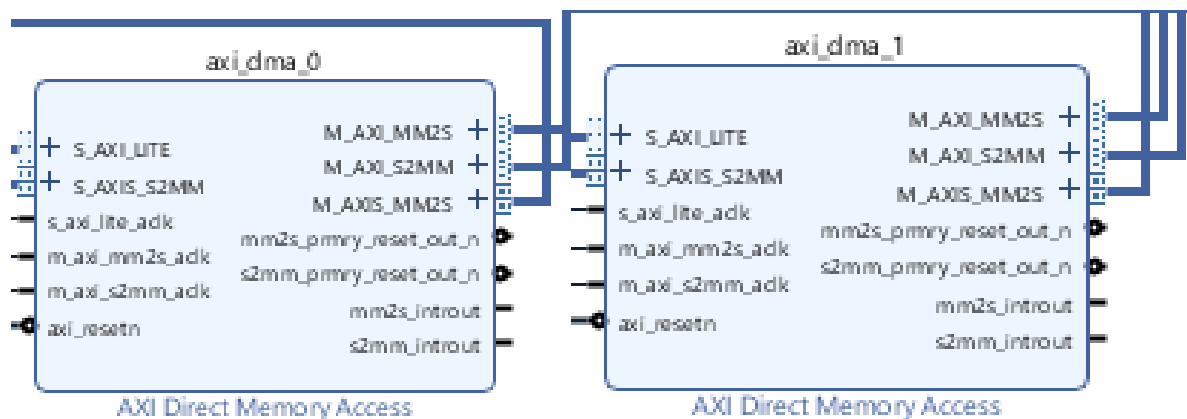 axi_dma_0
S_AXI_LITE
S_AXIS_S2MM
s_axi_lite_aclk
m_axi_mm2s_aclk
m_axi_s2mm_aclk
axi_resetn
M_AXI_MM2S
M_AXI_S2MM
M_AXIS_MM2S
mm2s_prmry_reset_out_n
s2mm_prmry_reset_out_n
mm2s_introut
s2mm_introut
AXI Direct Memory Access
axi_dma_1
S_AXI_LITE
S_AXIS_S2MM
s_axi_lite_aclk
m_axi_mm2s_aclk
m_axi_s2mm_aclk
axi_resetn
M_AXI_MM2S
M_AXI_S2MM
M_AXIS_MM2S
mm2s_prmry_reset_out_n
s2mm_prmry_reset_out_n
mm2s_introut
s2mm_introut
AXI Direct Memory Access